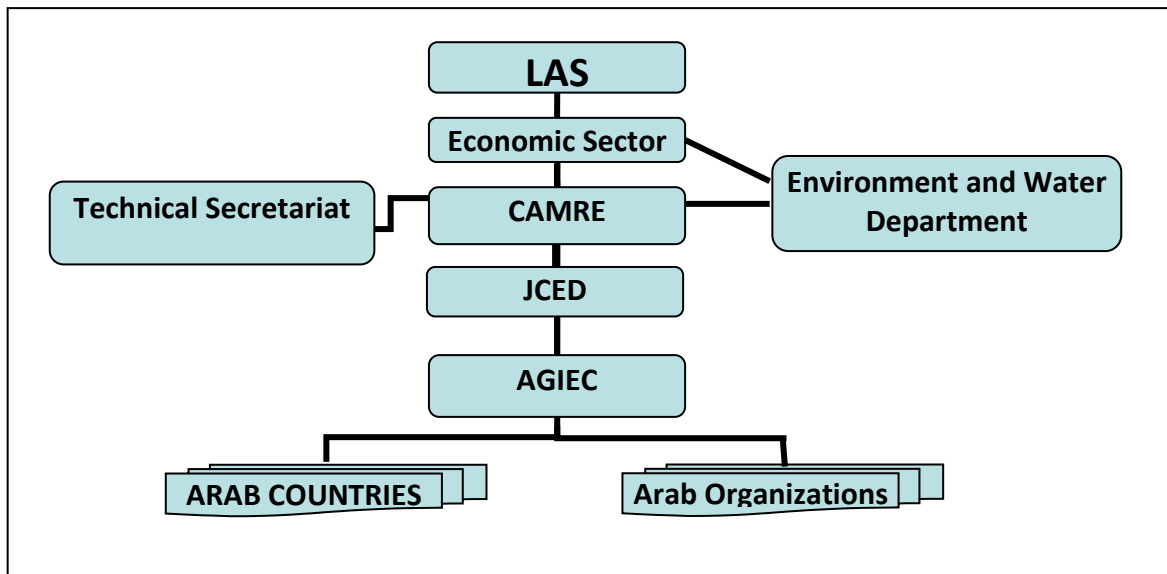 LAS
Economic Sector
Technical Secretariat
CAMRE
Environment and Water
Department
JCED
AGIEC
ARAB COUNTRIES
Arab Organizations